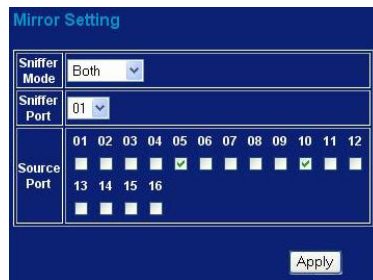 Mirror Setting
Sniffer Mode
Both
Sniffer Port
01
Source Port
01 02 03 04 05 06 07 08 09 10 11 12
13 14 15 16
Apply